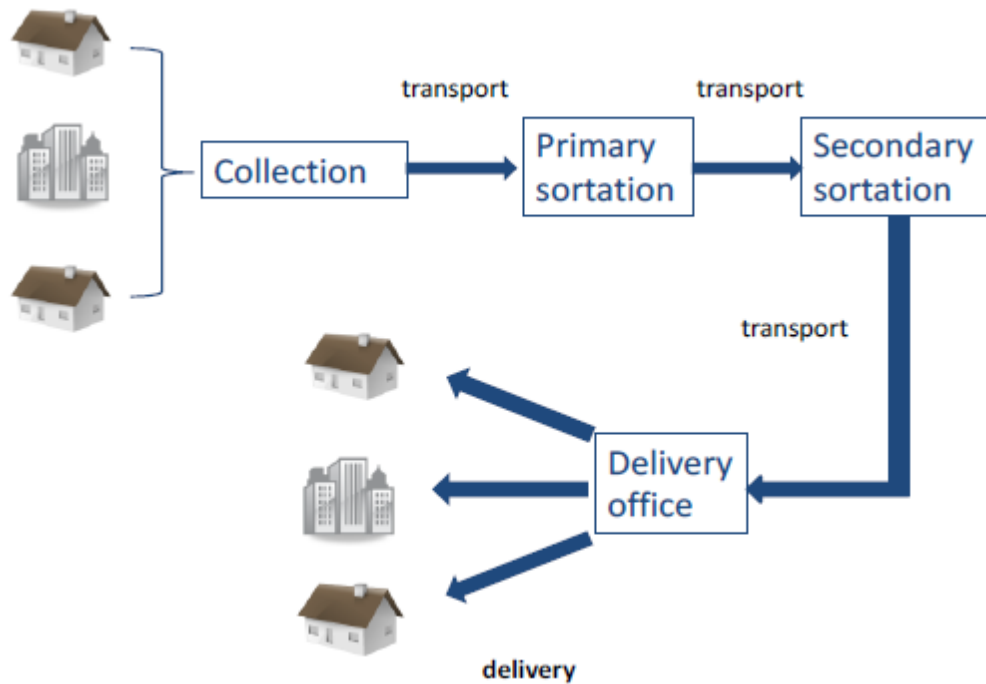 transport
transport
Collection
Primary
sortation
Secondary
sortation
transport
Delivery
office
delivery